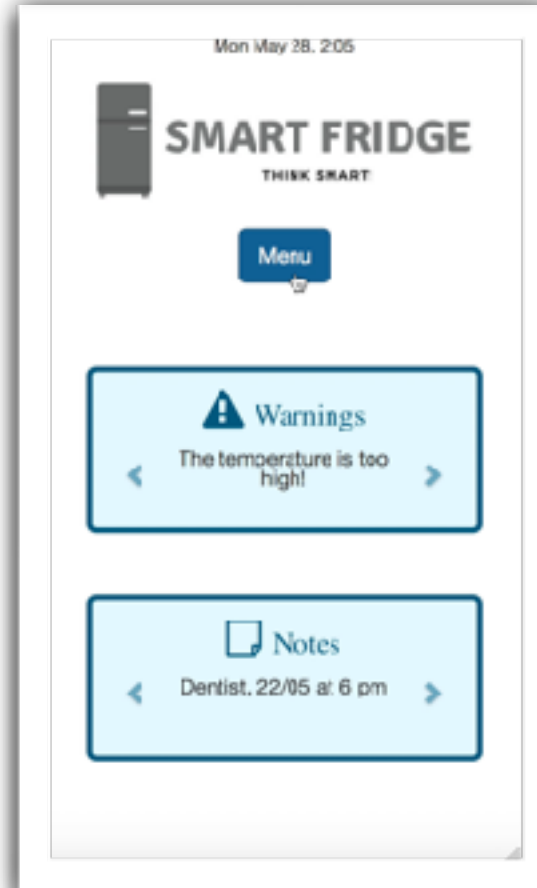 Mon May 28, 2:05
SMART FRIDGE
THINK SMART
Menu
Warnings
The temperature is too
high!
Notes
Dentist, 22/05 at 6 pm